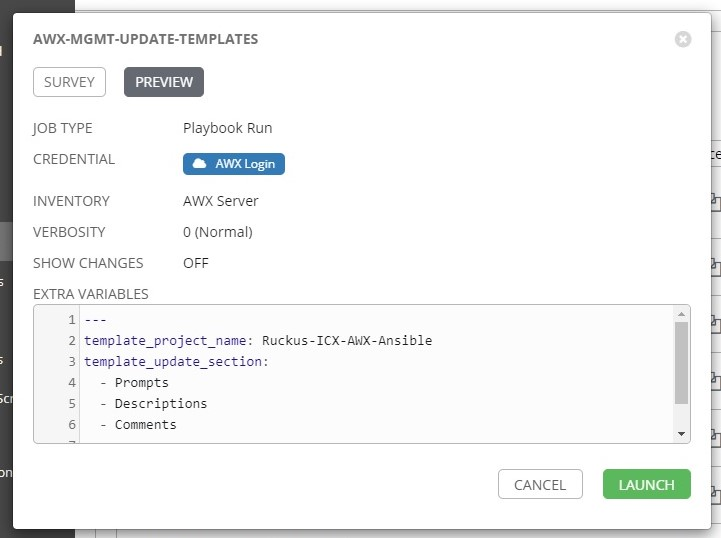 AWX-MGMT-UPDATE-TEMPLATES
SURVEY PREVIEW
JOB TYPE Playbook Run
CREDENTIAL AWX Login
INVENTORY AWX Server
VERBOSITY 0 (Normal)
SHOW CHANGES OFF
EXTRA VARIABLES
1 ---
2 template_project_name: Ruckus-ICX-AWX-Ansible
3 template_update_section:
4 - Prompts
5 - Descriptions
6 - Comments
CANCEL LAUNCH